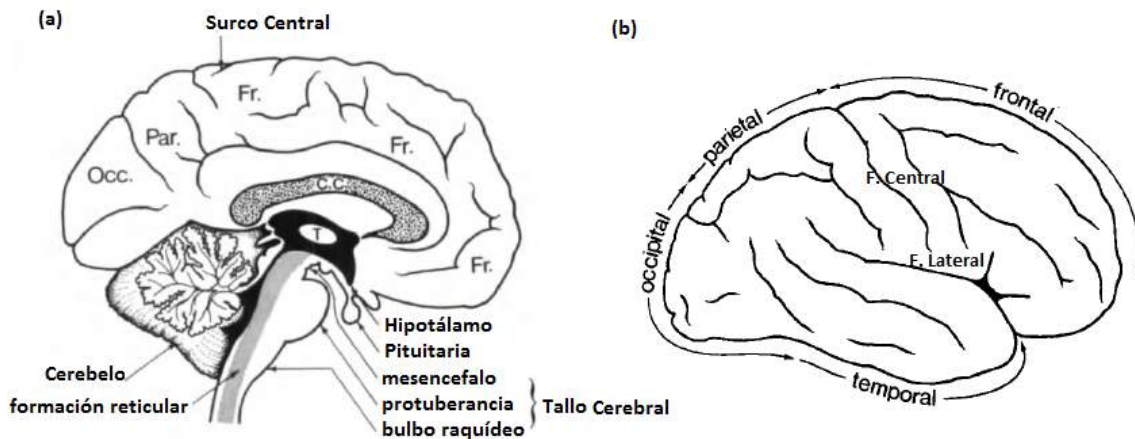 (a)
Surco Central
Fr.
Par.
Fr.
Occ.
C.C.
T
Fr.
Hipotálamo
Pituitaria
Cerebelo
mesencefalo
formación reticular
protuberancia
Tallo Cerebral
bulbo raquídeo
(b)
frontal
parietal
F. Central
occipital
F. Lateral
temporal